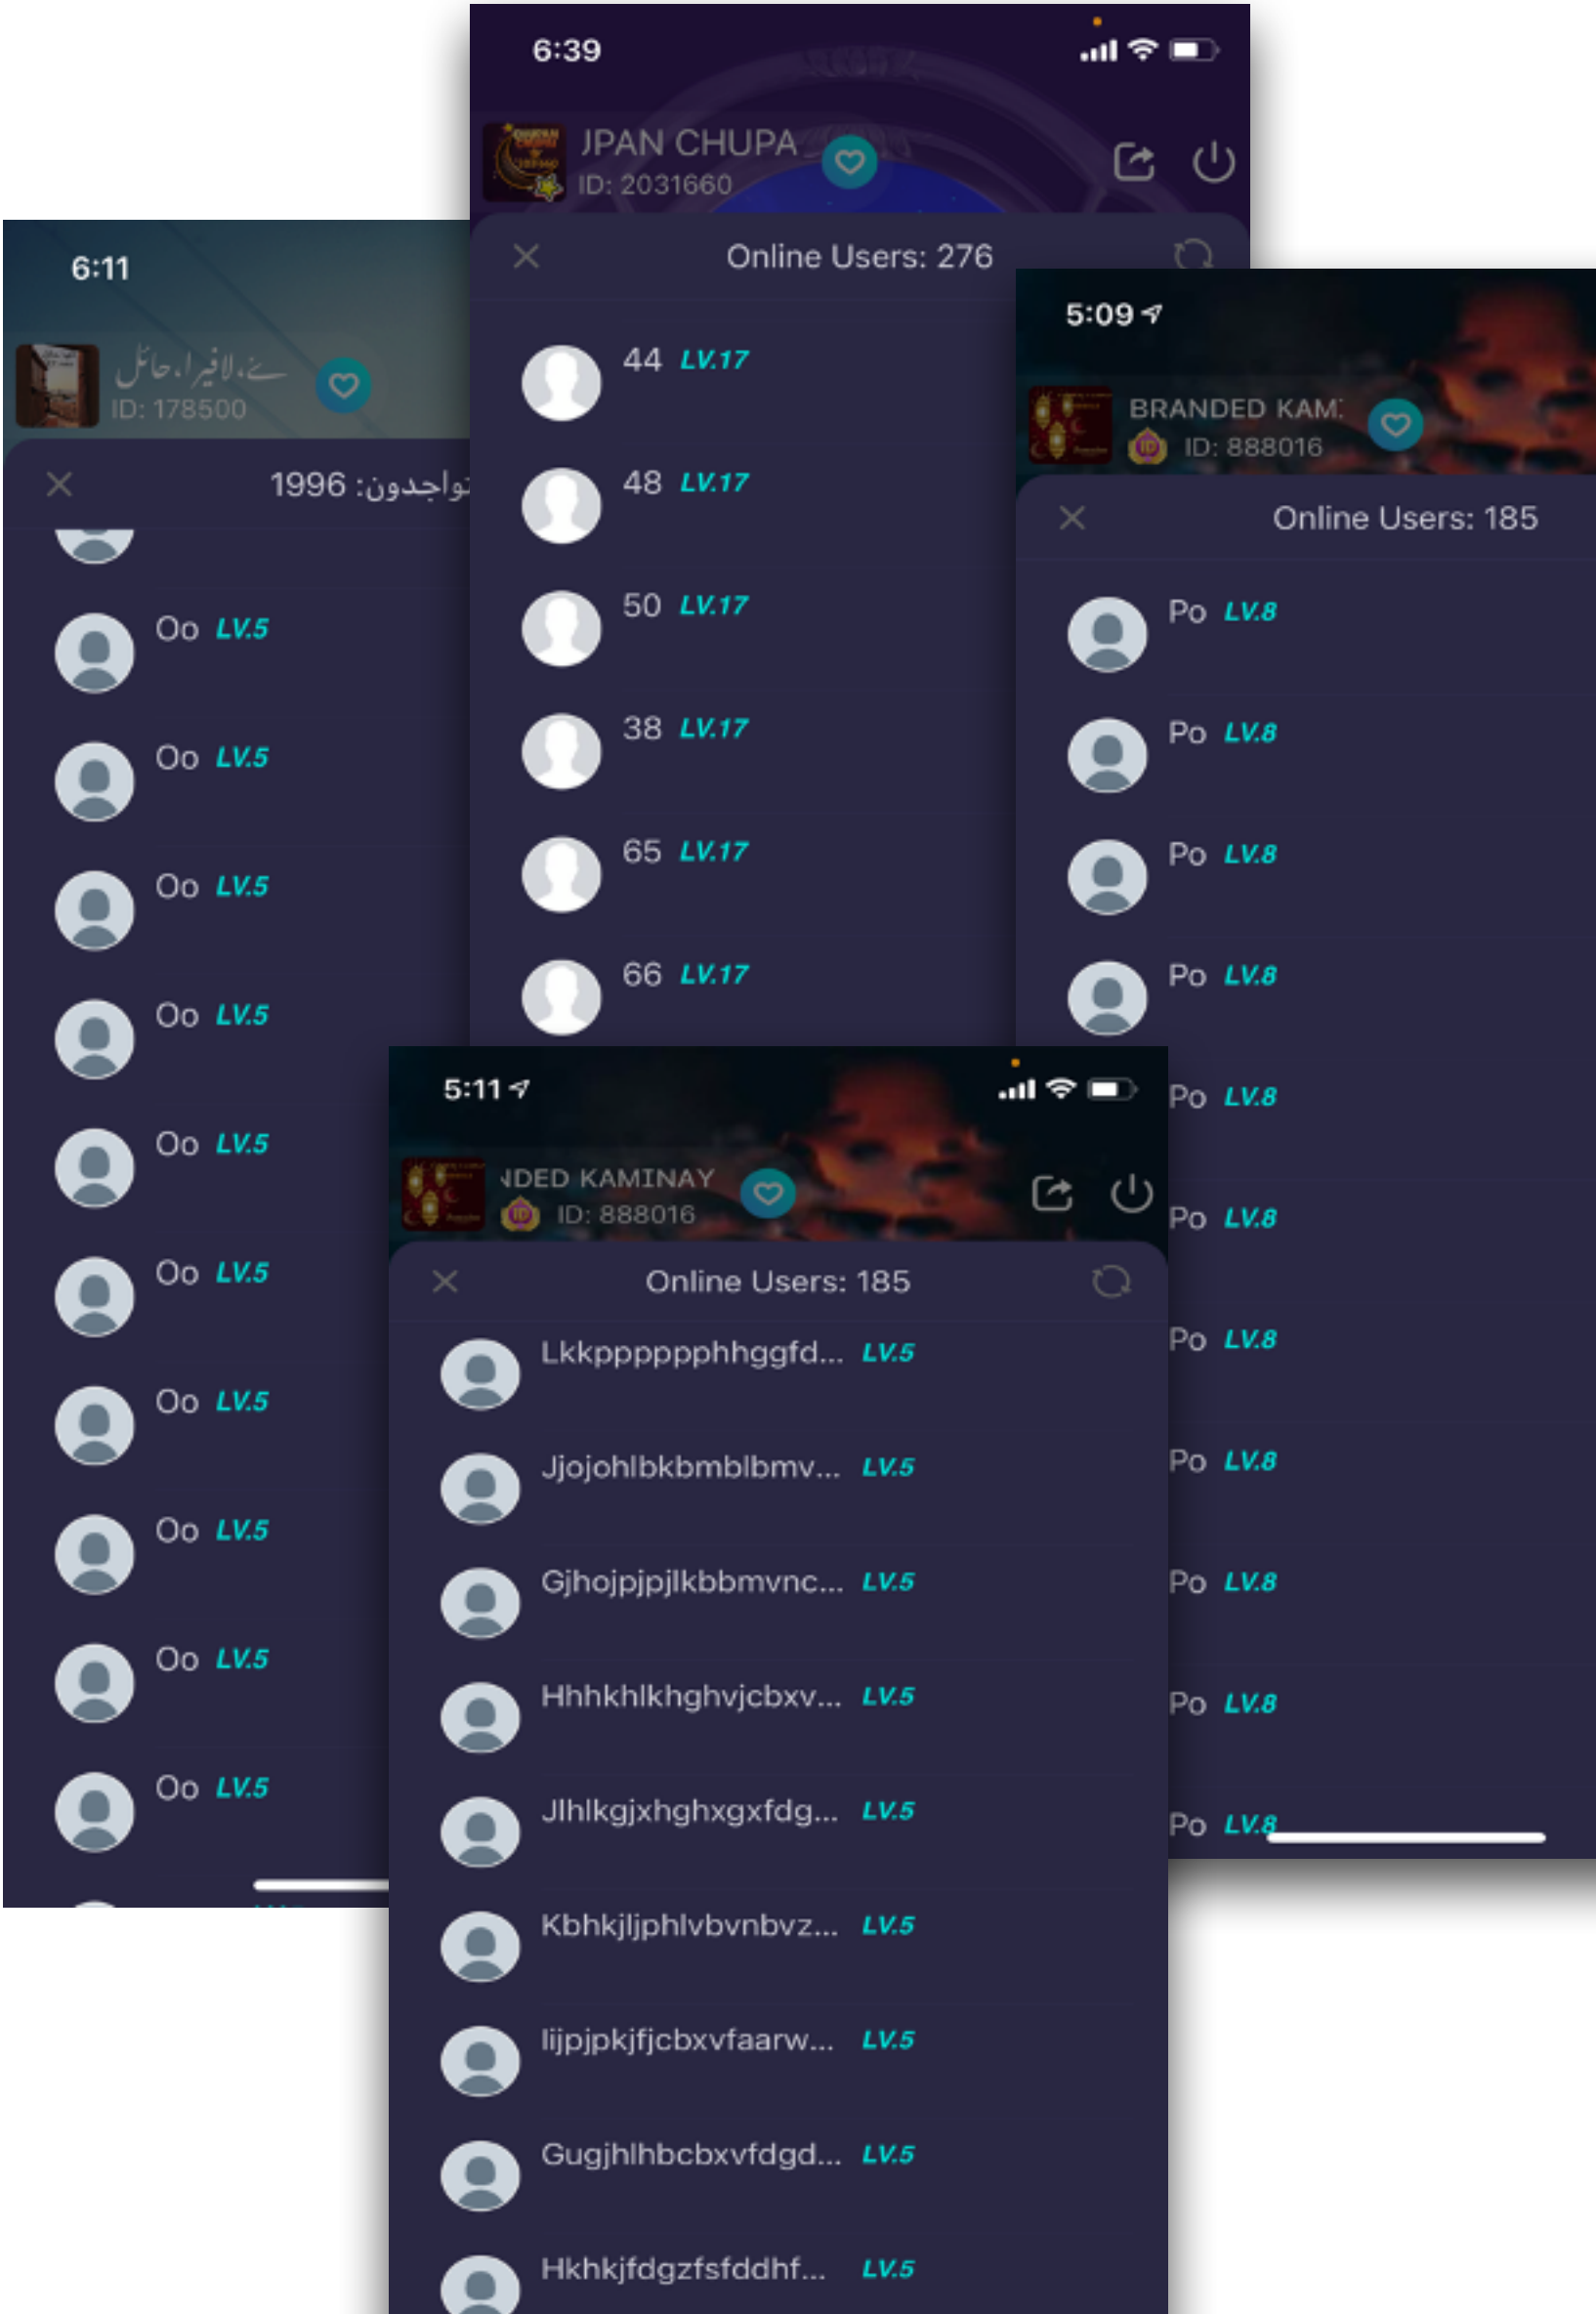 6:39
JPAN CHUPA
ID: 2031660
Online Users: 276
44 LV.17
48 LV.17
50 LV.17
38 LV.17
65 LV.17
66 LV.17
6:11
ئے،لافیرا،حائل
ID: 178500
تواجدون: 1996
Oo LV.5
Oo LV.5
Oo LV.5
Oo LV.5
Oo LV.5
Oo LV.5
Oo LV.5
Oo LV.5
Oo LV.5
Oo LV.5
5:09
BRANDED KAM
ID ID: 888016
Online Users: 185
Po LV.8
Po LV.8
Po LV.8
Po LV.8
Po LV.8
Po LV.8
Po LV.8
Po LV.8
Po LV.8
Po LV.8
Po LV.8
5:11
NDED KAMINAY
ID ID: 888016
Online Users: 185
Lkkpppppphhggfd... LV.5
Jjojohlbkbmblbmv... LV.5
Gjhojpjpjlkbbmvnc... LV.5
Hhhkhlkhghvjcbxv... LV.5
Jlhlkgjxhghxgxfdg... LV.5
Kbhkjljphlvbvnbvz... LV.5
Iijpjpkjfjcbxvfaarw... LV.5
Gugjhlhbcbxvfdgd... LV.5
Hkhkjfdgzfsfddhf... LV.5